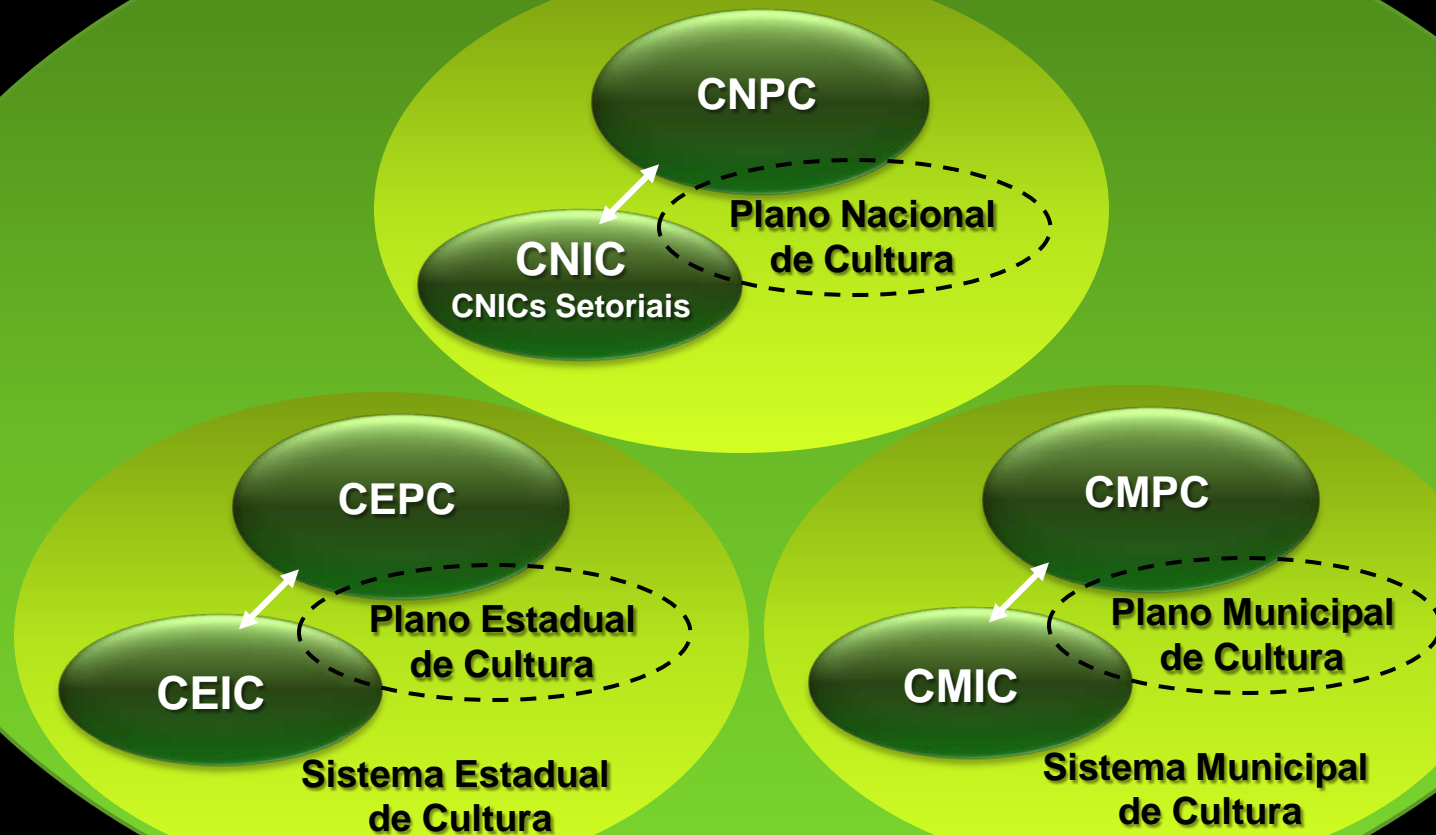 CNPC
Plano Nacional
de Cultura
CNIC
CNICs Setoriais
CEPC
Plano Estadual
de Cultura
CEIC
Sistema Estadual
de Cultura
CMPC
Plano Municipal
de Cultura
CMIC
Sistema Municipal
de Cultura